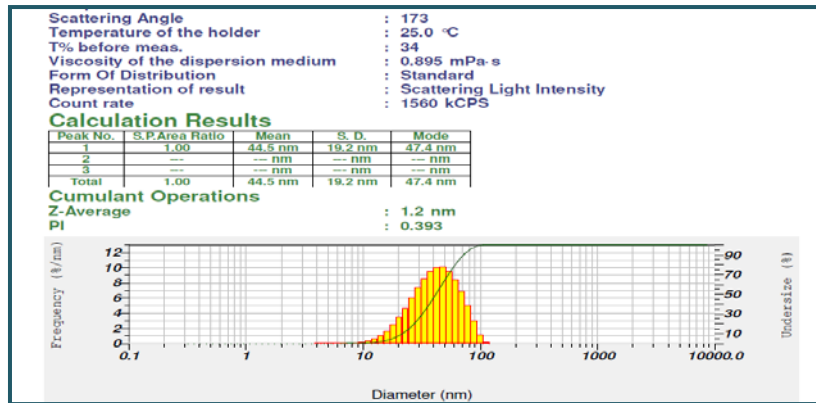 Scattering Angle : 173
Temperature of the holder : 25.0 °C
T% before meas. : 34
Viscosity of the dispersion medium : 0.895 mPa·s
Form Of Distribution : Standard
Representation of result : Scattering Light Intensity
Count rate : 1560 kCPS
Calculation Results
Peak No. S.P.Area Ratio Mean S. D. Mode
1 1.00 44.5 nm 19.2 nm 47.4 nm
2 --- --- nm --- nm --- nm
3 --- --- nm --- nm --- nm
Total 1.00 44.5 nm 19.2 nm 47.4 nm
Cumulant Operations
Z-Average : 1.2 nm
PI : 0.393
Frequency (%/nm)
12
10
8
6
4
2
0
90
70
50
30
10
Undersize (%)
0.1 1 10 100 1000 10000.0
Diameter (nm)